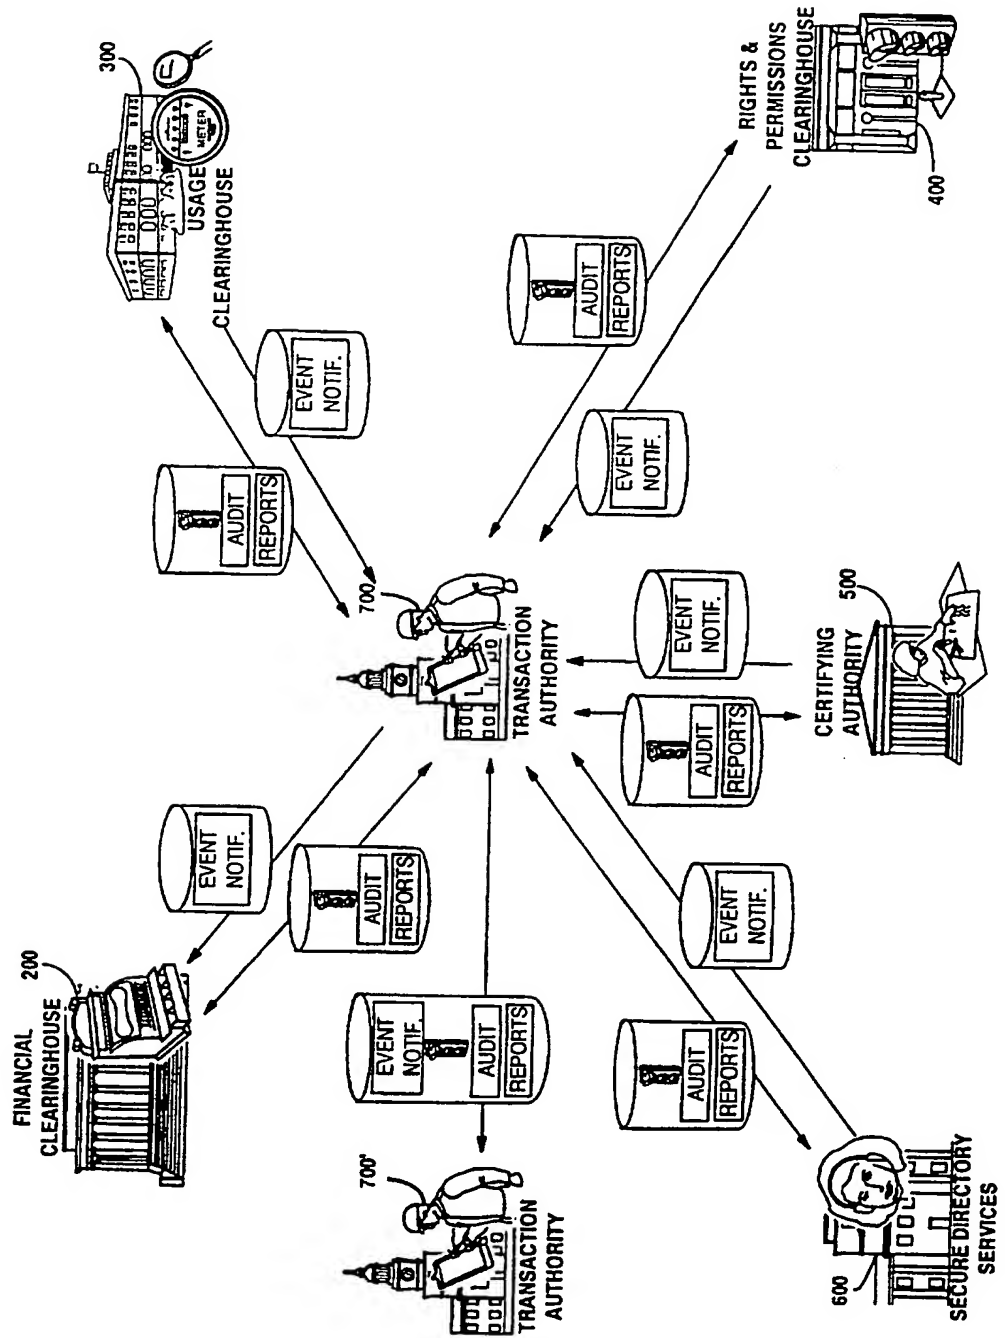 FINANCIAL
CLEARINGHOUSE
200
300
METER
USAGE
CLEARINGHOUSE
EVENT
NOTIF.
AUDIT
REPORTS
EVENT
NOTIF.
AUDIT
REPORTS
700'
TRANSACTION
AUTHORITY
EVENT
NOTIF.
AUDIT
REPORTS
700
TRANSACTION
AUTHORITY
AUDIT
REPORTS
EVENT
NOTIF.
AUDIT
REPORTS
EVENT
NOTIF.
AUDIT
REPORTS
EVENT
NOTIF.
RIGHTS &
PERMISSIONS
CLEARINGHOUSE
400
600
SECURE DIRECTORY
SERVICES
CERTIFYING
AUTHORITY
500